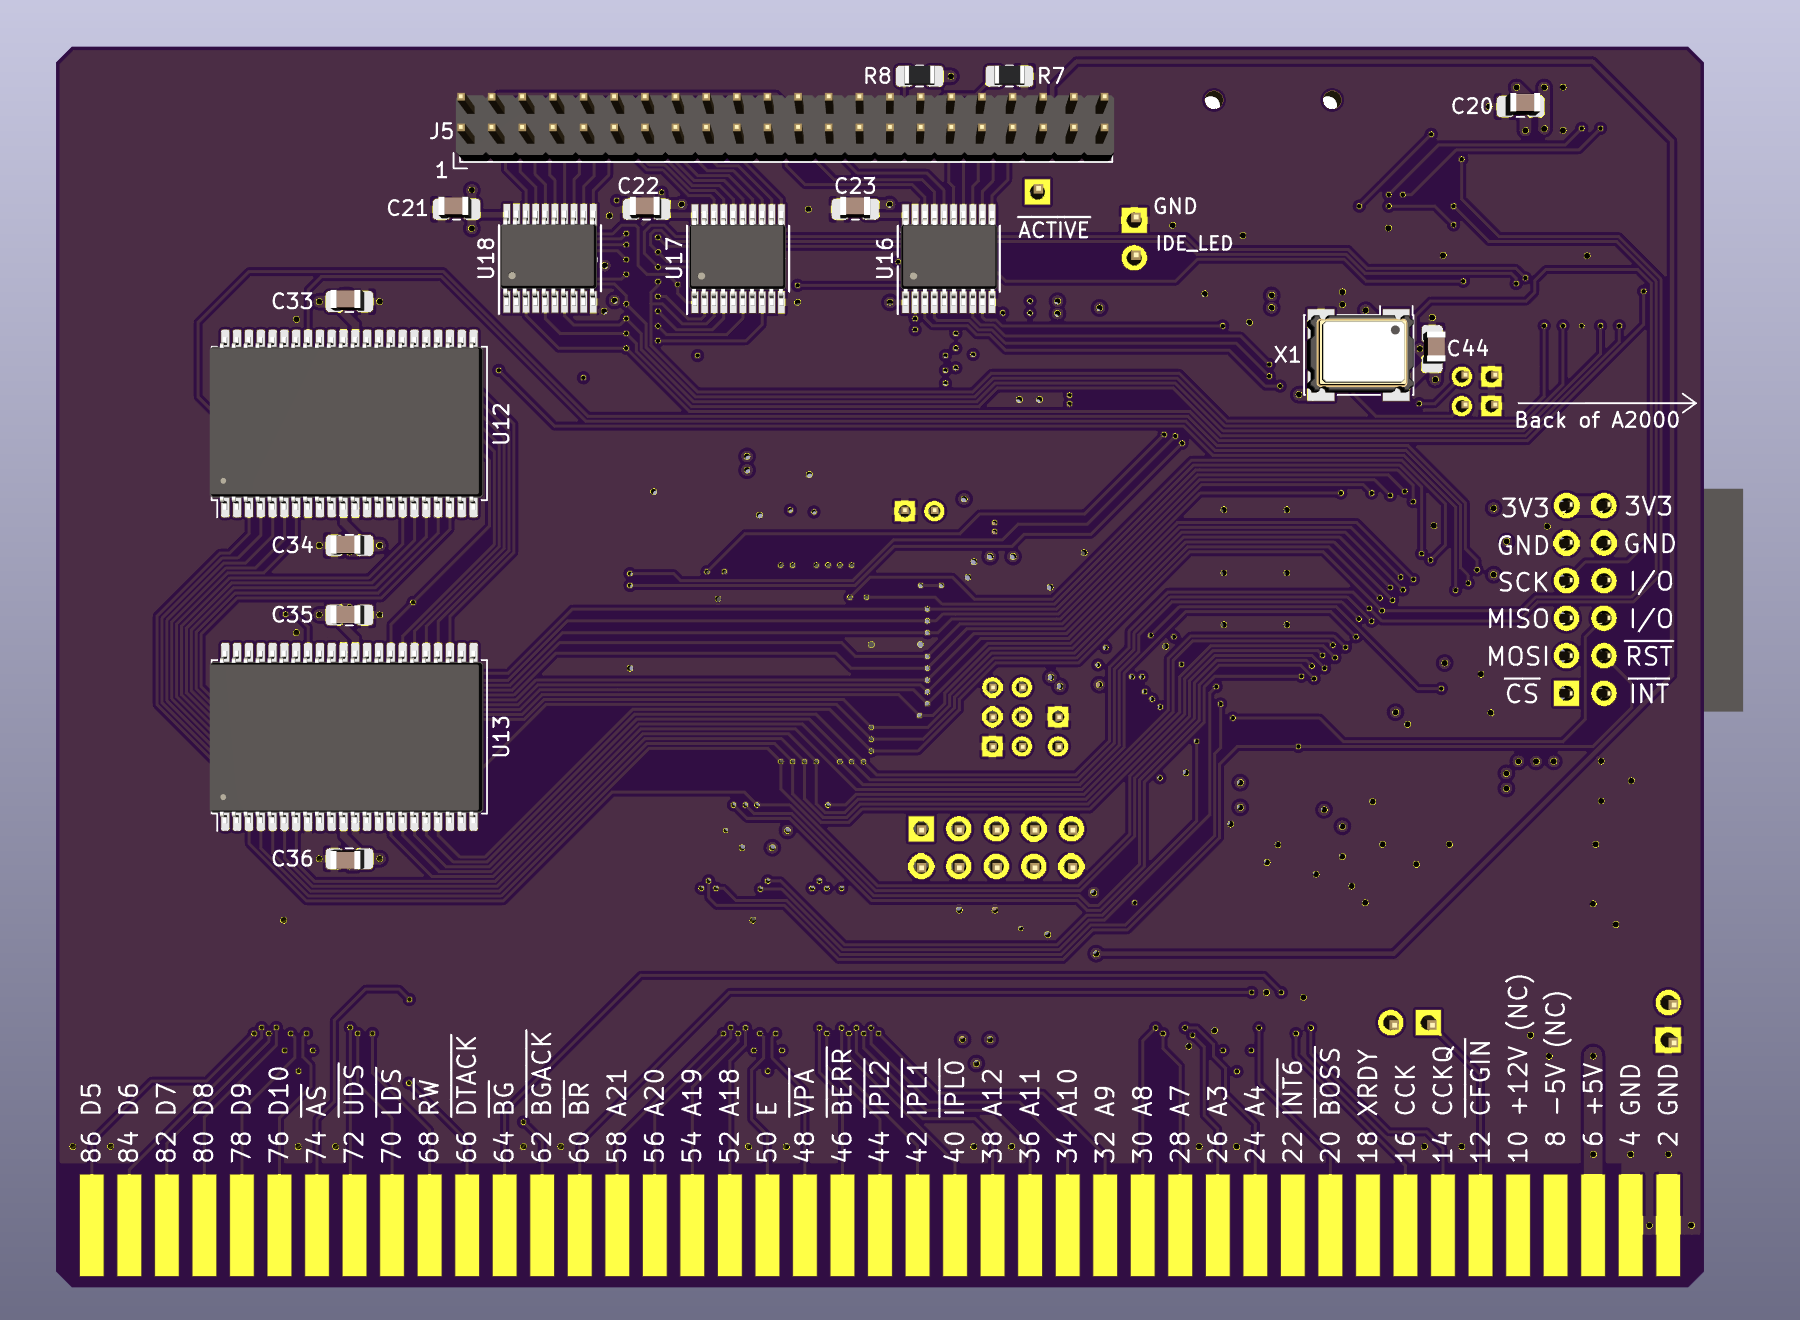 R8
R7
C20
J5
1
C21
C22
C23
ACTIVE
GND
IDE_LED
U18
U17
U16
C33
X1
C44
U12
Back of A2000
3V3 3V3
GND GND
SCK I/O
MISO I/O
MOSI RST
CS INT
C34
C35
U13
C36
86 D5
84 D6
82 D7
80 D8
78 D9
76 D10
74 AS
72 UDS
70 LDS
68 RW
66 DTACK
64 BG
62 BGACK
60 BR
58 A21
56 A20
54 A19
52 A18
50 E
48 VPA
46 BERR
44 IPL2
42 IPL1
40 IPL0
38 A12
36 A11
34 A10
32 A9
30 A8
28 A7
26 A3
24 A4
22 INT6
20 BOSS
18 XRDY
16 CCK
14 CCKQ
12 CFGIN
10 +12V (NC)
8 -5V (NC)
6 +5V
4 GND
2 GND